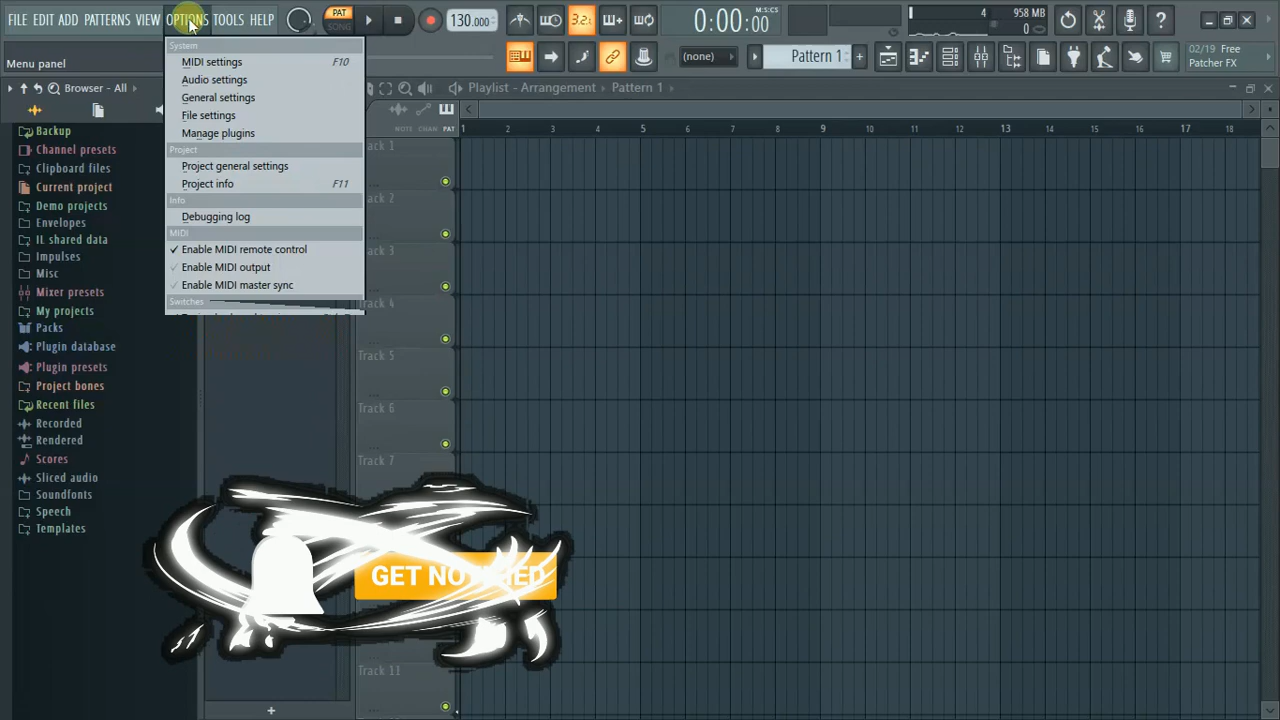 FILE EDIT ADD PATTERNS VIEW OPTIONS TOOLS HELP
PAT
SONG
130.000
3.2
0:00:00
M:S:CS
4
958 MB
0
Menu panel
(none)
Pattern 1
02/19 Free
Patcher FX
Browser - All
Playlist - Arrangement
Pattern 1
NOTE CHAN PAT
1 2 3 4 5 6 7 8 9 10 11 12 13 14 15 16 17 18
System
MIDI settings F10
Audio settings
General settings
File settings
Manage plugins
Project
Project general settings
Project info F11
Info
Debugging log
MIDI
Enable MIDI remote control
Enable MIDI output
Enable MIDI master sync
Switches
Backup
Channel presets
Clipboard files
Current project
Demo projects
Envelopes
IL shared data
Impulses
Misc
Mixer presets
My projects
Packs
Plugin database
Plugin presets
Project bones
Recent files
Recorded
Rendered
Scores
Sliced audio
Soundfonts
Speech
Templates
Track 4
Track 5
Track 6
Track 7
Track 11
GET NOTIFIED